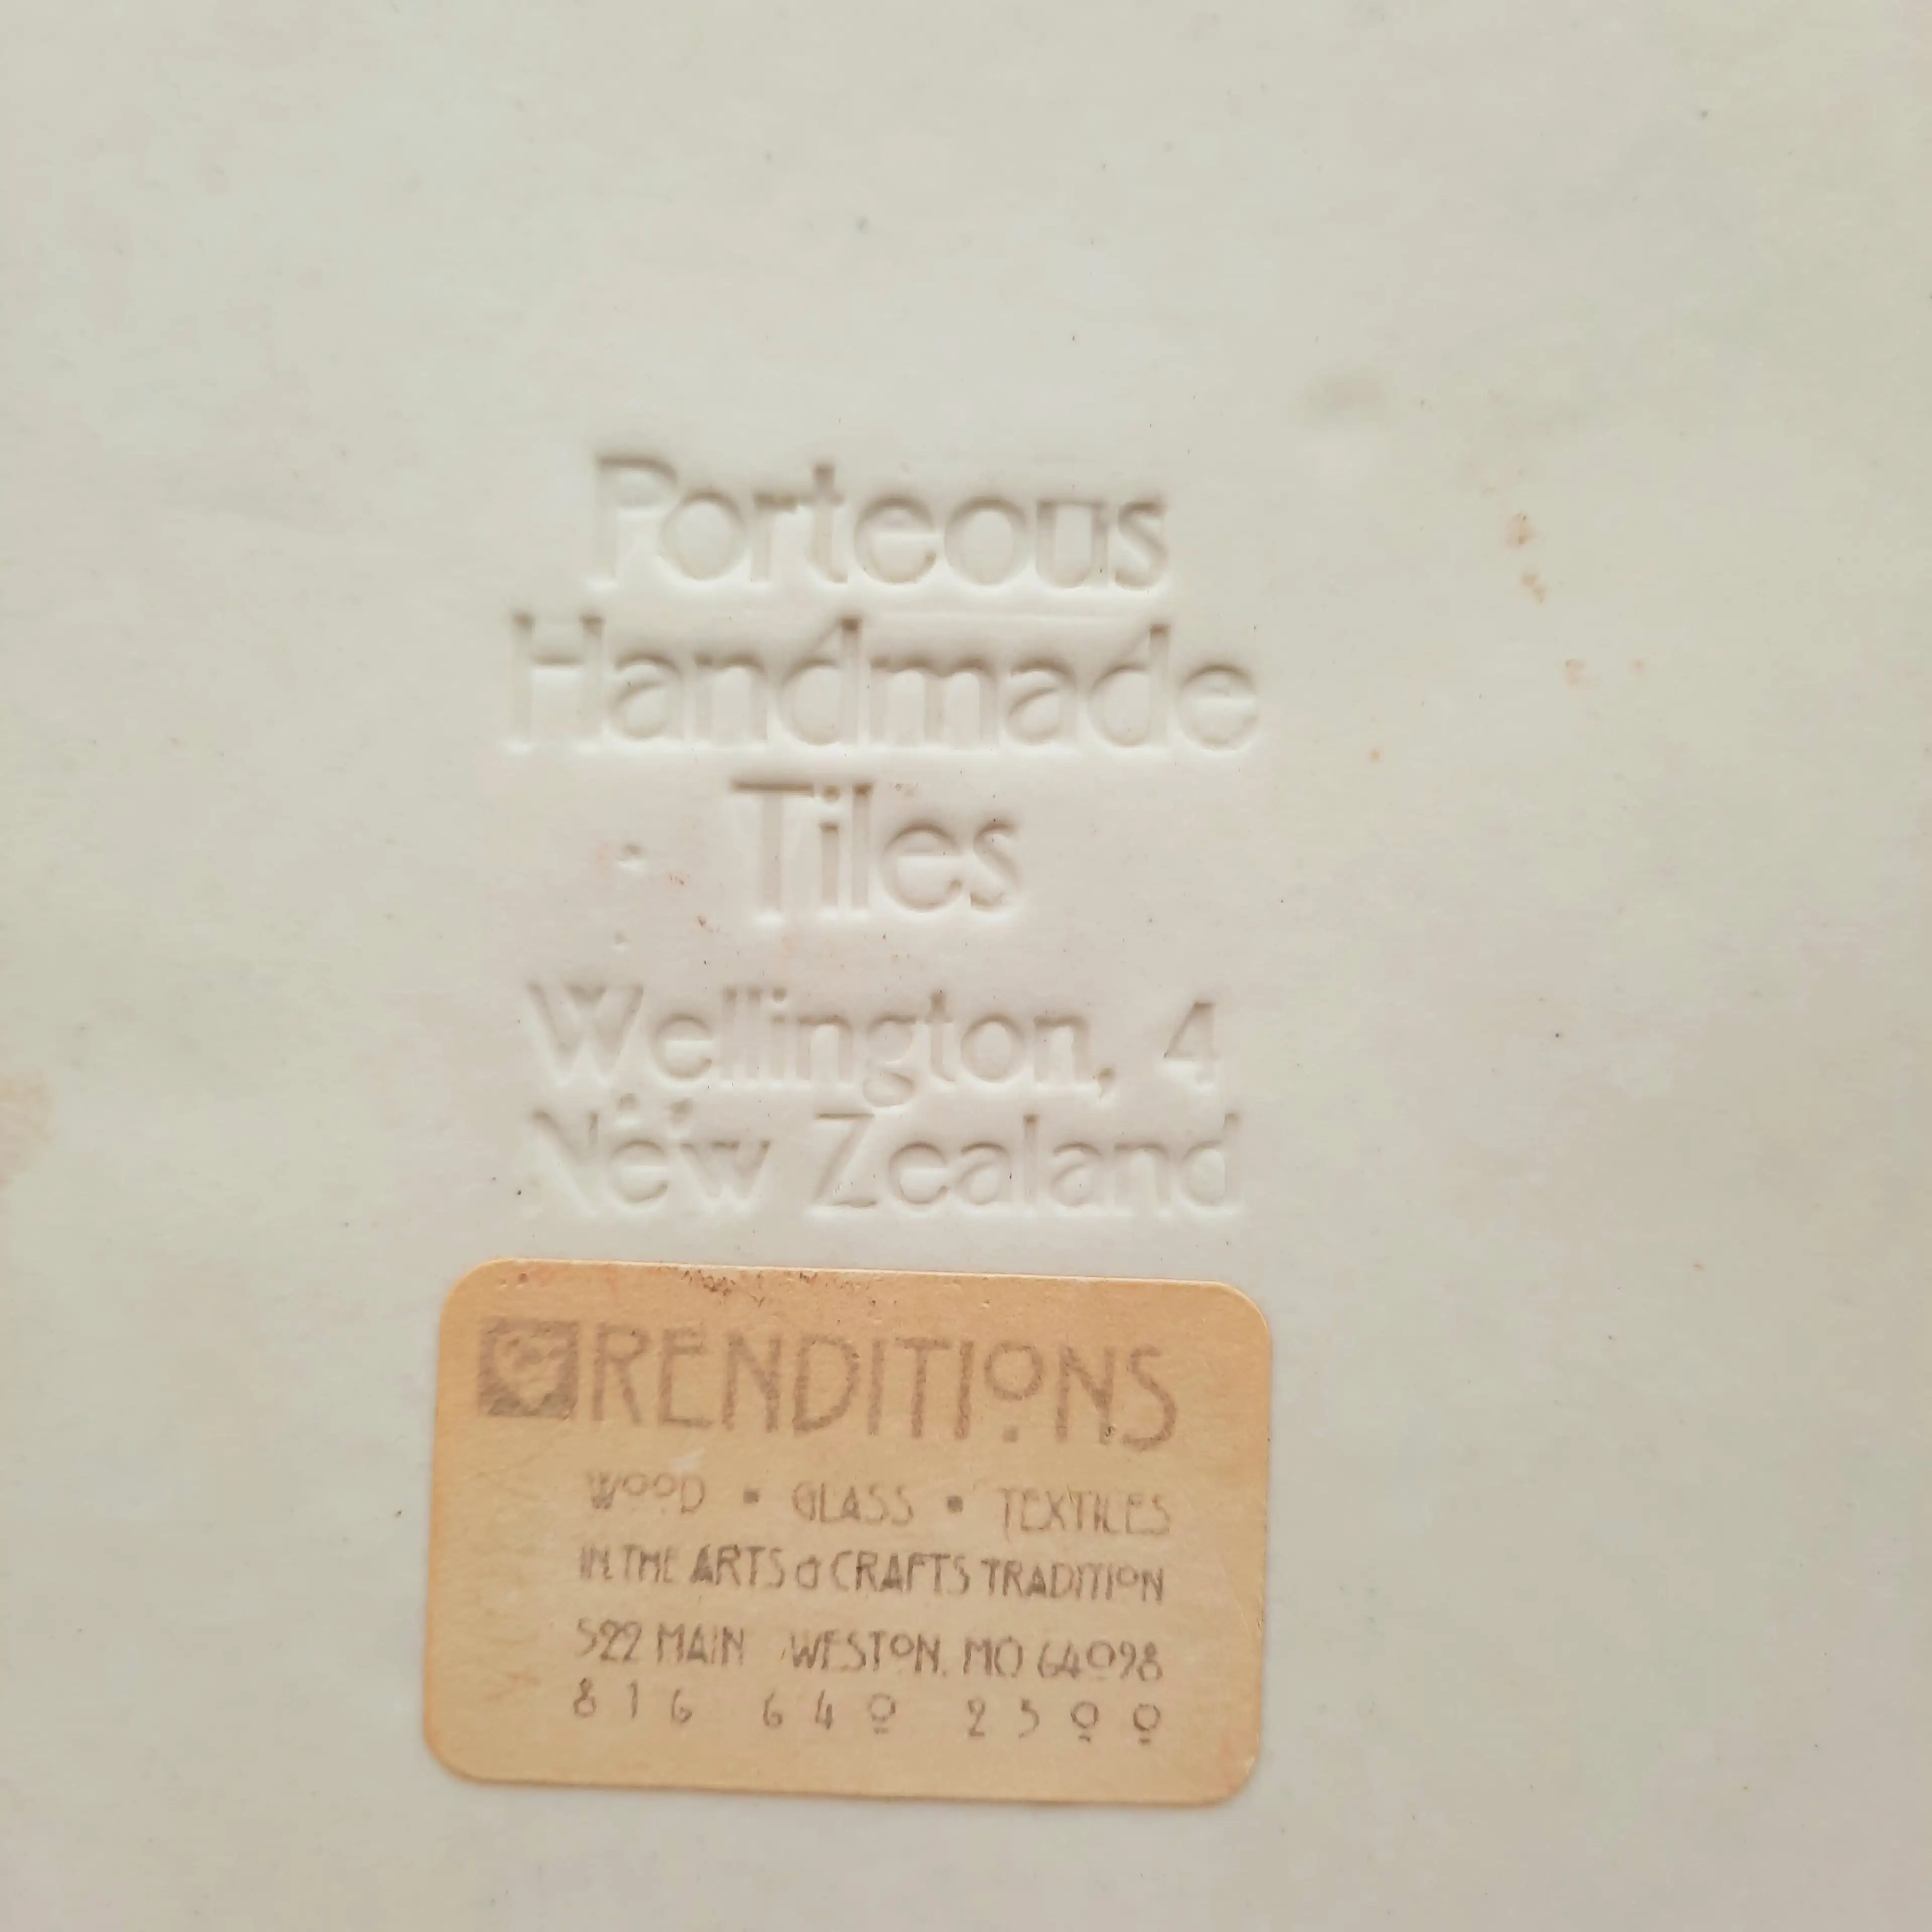 Porteous
Handmade
Tiles
Wellington, 4
New Zealand
RENDITIONS
WOOD ▪ GLASS ▪ TEXTILES
IN THE ARTS & CRAFTS TRADITION
522 MAIN WESTON, MO 64098
816 640 2300